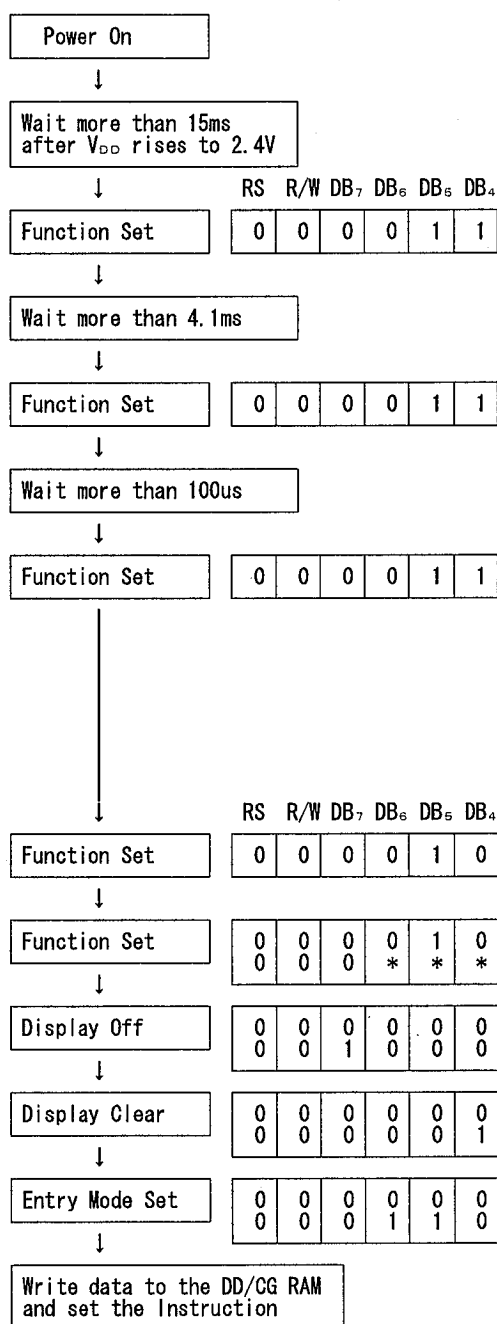 Power On
↓
Wait more than 15ms
after VDD rises to 2.4V
↓
RS R/W DB₇ DB₆ DB₅ DB₄
Function Set 0 0 0 0 1 1
↓
Wait more than 4.1ms
↓
Function Set 0 0 0 0 1 1
↓
Wait more than 100us
↓
Function Set 0 0 0 0 1 1
↓
RS R/W DB₇ DB₆ DB₅ DB₄
Function Set 0 0 0 0 1 0
↓
Function Set 0 0 0 0 1 0
0 0 0 * * *
↓
Display Off 0 0 0 0 0 0
0 0 1 0 0 0
↓
Display Clear 0 0 0 0 0 0
0 0 0 0 0 1
↓
Entry Mode Set 0 0 0 0 0 0
0 0 0 1 1 0
↓
Write data to the DD/CG RAM
and set the Instruction